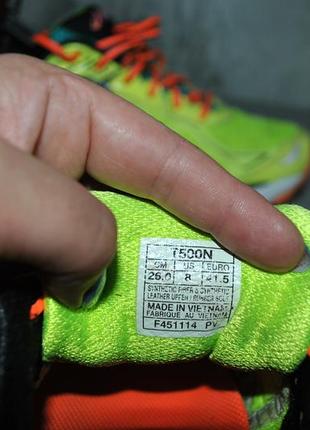 T500N
CM US EURO
26.0 8 41.5
SYNTHETIC FIBER & SYNTHETIC
LEATHER UPPER / RUBBER SOLE
MADE IN VIETNAM
FABRIQUÉ AU VIETNAM
F451114 PV